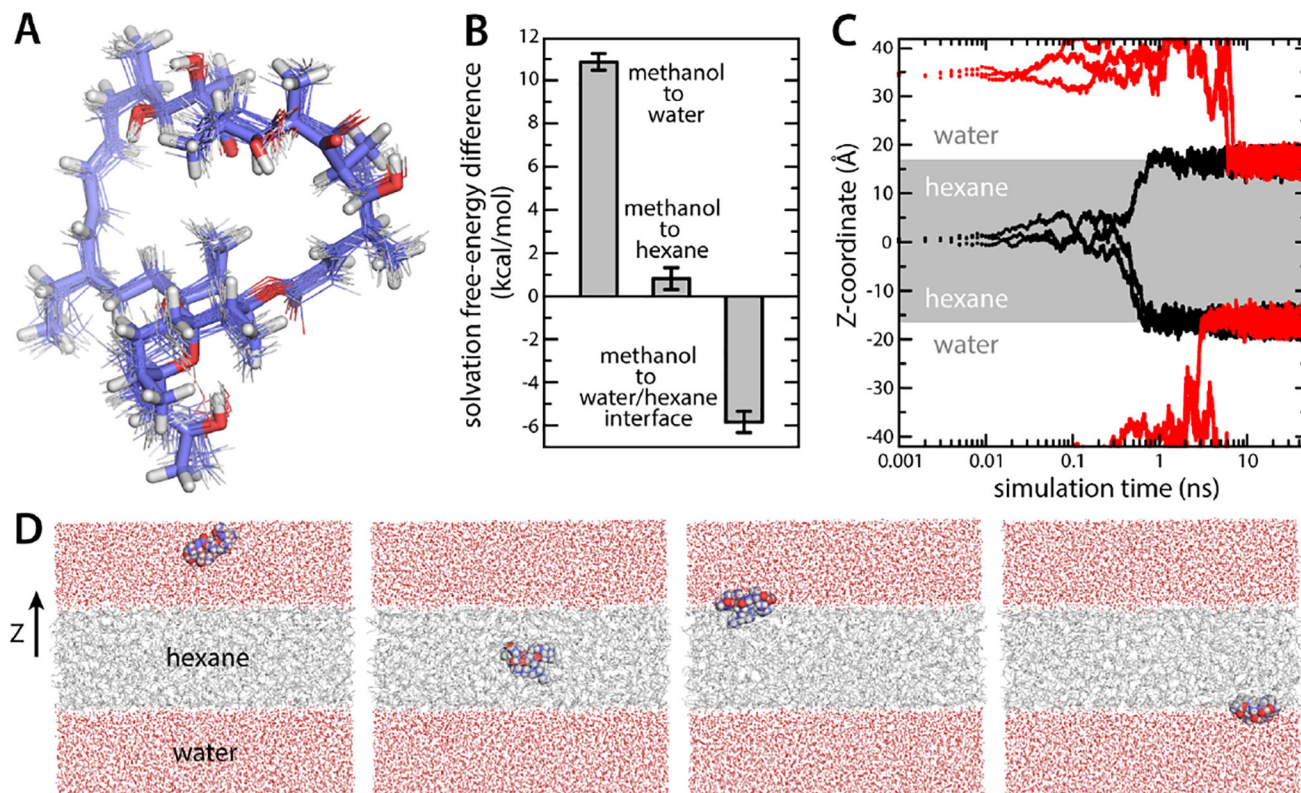 A
B
solvation free-energy difference
(kcal/mol)
12
10
8
6
4
2
0
-2
-4
-6
methanol
to
water
methanol
to
hexane
methanol
to
water/hexane
interface
C
Z-coordinate (Å)
40
30
20
10
0
-10
-20
-30
-40
water
hexane
hexane
water
0.001
0.01
0.1
1
10
simulation time (ns)
D
Z
hexane
water